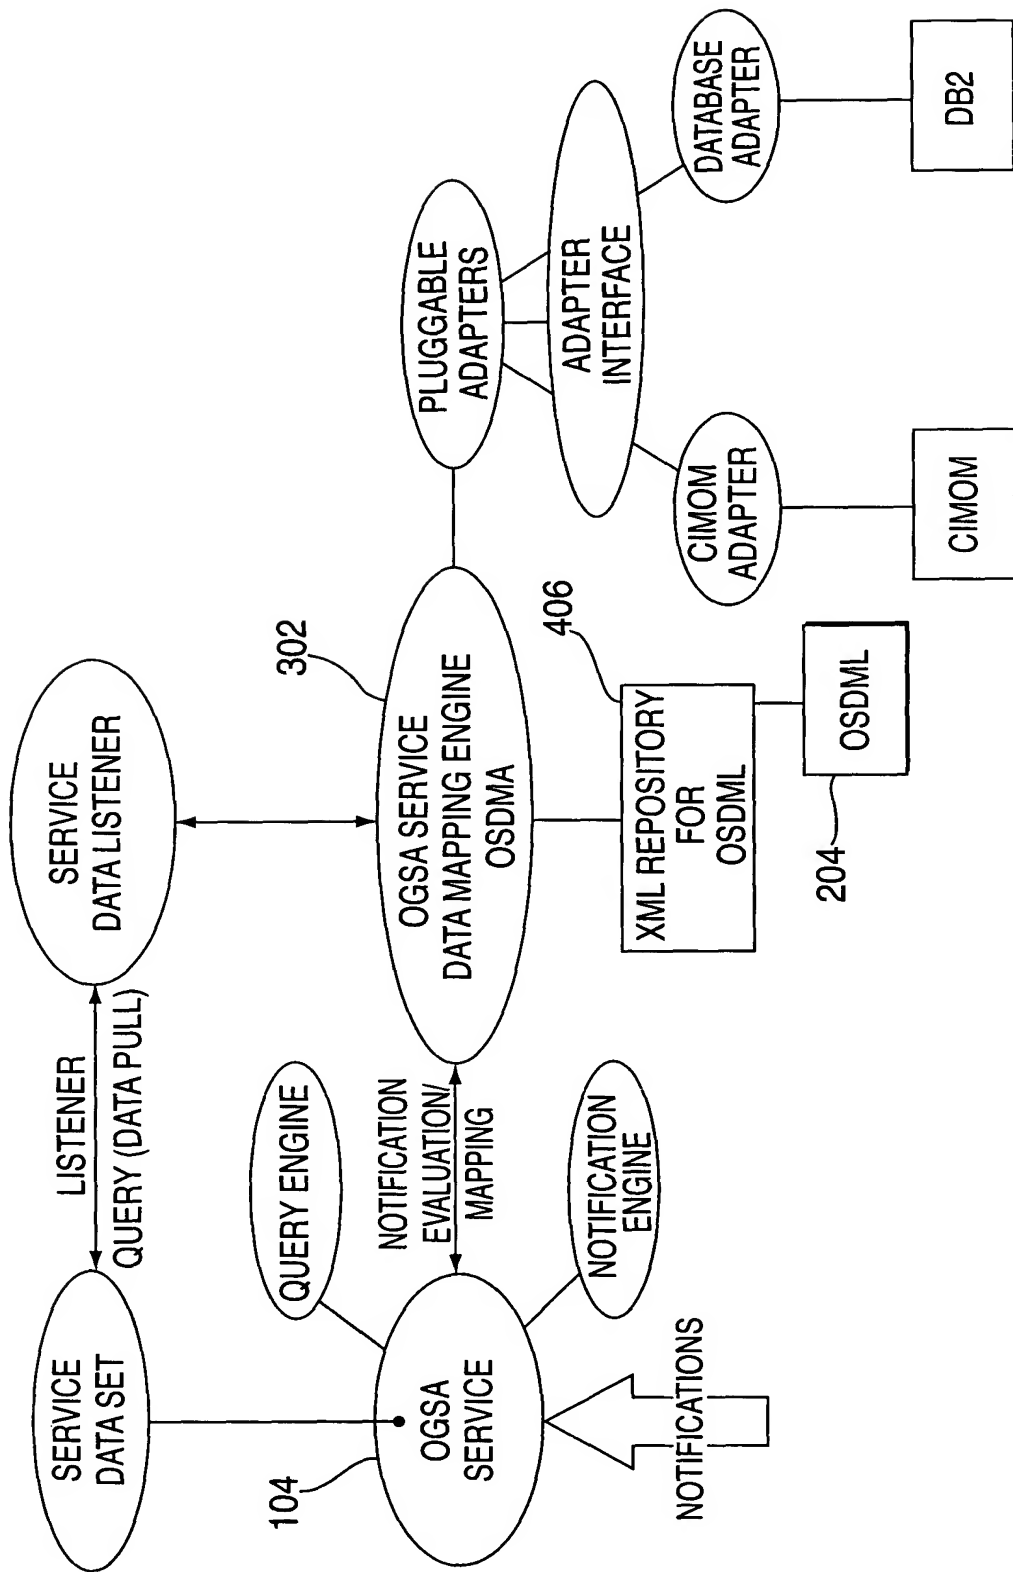 SERVICE
DATA SET
LISTENER
QUERY (DATA PULL)
SERVICE
DATA LISTENER
104
OGSA
SERVICE
QUERY ENGINE
NOTIFICATION
EVALUATION/
MAPPING
NOTIFICATION
ENGINE
NOTIFICATIONS
302
OGSA SERVICE
DATA MAPPING ENGINE
OSDMA
406
XML REPOSITORY
FOR
OSDML
204
OSDML
PLUGGABLE
ADAPTERS
ADAPTER
INTERFACE
CIMOM
ADAPTER
DATABASE
ADAPTER
CIMOM
DB2